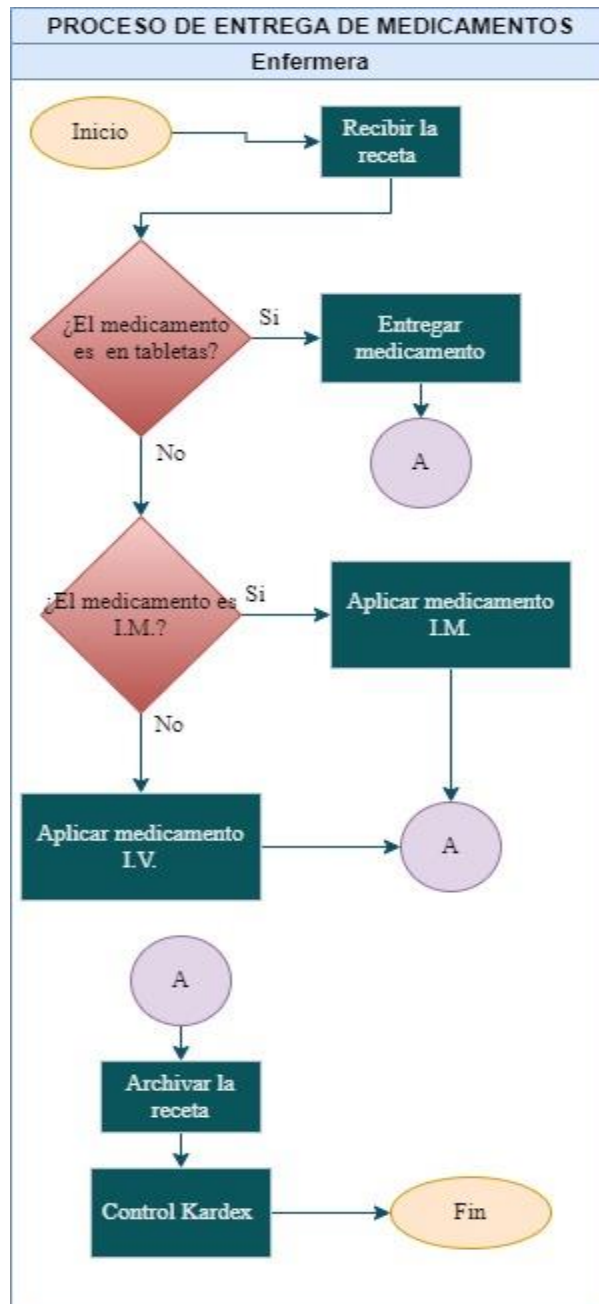 PROCESO DE ENTREGA DE MEDICAMENTOS
Enfermera
Inicio
Recibir la
receta
¿El medicamento
es en tabletas?
Si
Entregar
medicamento
A
No
¿El medicamento es
I.M.?
Si
Aplicar medicamento
I.M.
No
Aplicar medicamento
I.V.
A
A
Archivar la
receta
Control Kardex
Fin